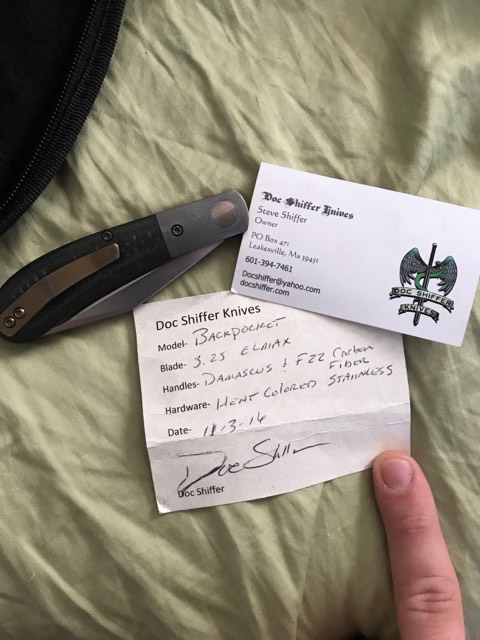 Doc Shiffer Knives
Steve Shiffer
Owner
PO Box 471
Leakesville, Ms 39451
601-394-7461
Docshiffer@yahoo.com
docshiffer.com
DOC SHIFFER
KNIVES
Doc Shiffer Knives
Model- BACKPOCKET
Blade- 3.25 ELMAX
Handles- DAMASCUS & F22 Carbon Fiber
Hardware- HEAT COLORED STAINLESS
Date- 11-3-16
Doc Shiffer
Doc Shiffer